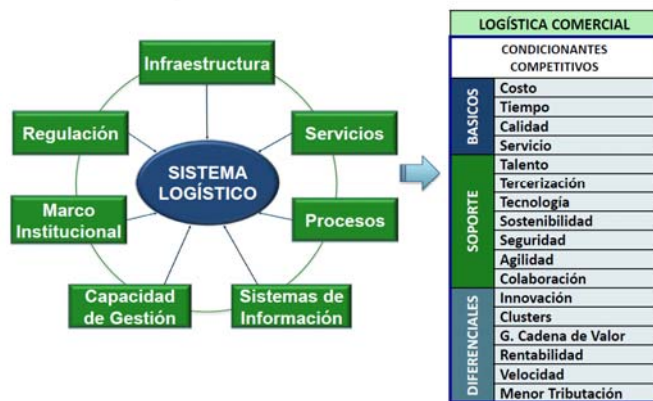 Infraestructura
Regulación
Servicios
SISTEMA
LOGÍSTICO
Marco
Institucional
Procesos
Capacidad
de Gestión
Sistemas de
Información
LOGÍSTICA COMERCIAL
CONDICIONANTES
COMPETITIVOS
BASICOS
Costo
Tiempo
Calidad
Servicio
SOPORTE
Talento
Tercerización
Tecnología
Sostenibilidad
Seguridad
Agilidad
Colaboración
DIFERENCIALES
Innovación
Clusters
G. Cadena de Valor
Rentabilidad
Velocidad
Menor Tributación